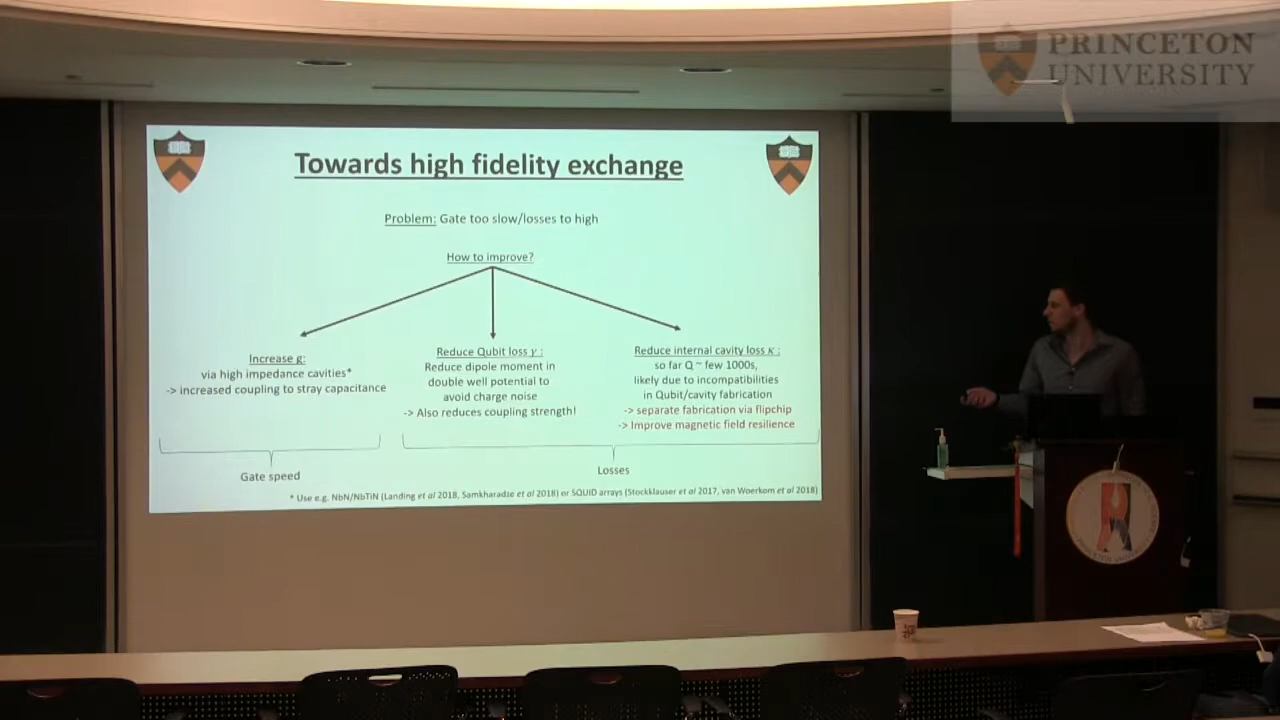 PRINCETON
UNIVERSITY
Towards high fidelity exchange
Problem: Gate too slow/losses to high
How to improve?
Increase g:
via high impedance cavities*
-> increased coupling to stray capacitance
Reduce Qubit loss γ :
Reduce dipole moment in
double well potential to
avoid charge noise
-> Also reduces coupling strength!
Reduce internal cavity loss κ :
so far Q ~ few 1000s,
likely due to incompatibilities
in Qubit/cavity fabrication
-> separate fabrication via flipchip
-> Improve magnetic field resilience
Gate speed
Losses
* Use e.g. NbN/NbTiN (Landing et al 2018, Samkharadse et al 2018) or SQUID arrays (Stockklauser et al 2017, van Woerkom et al 2018)